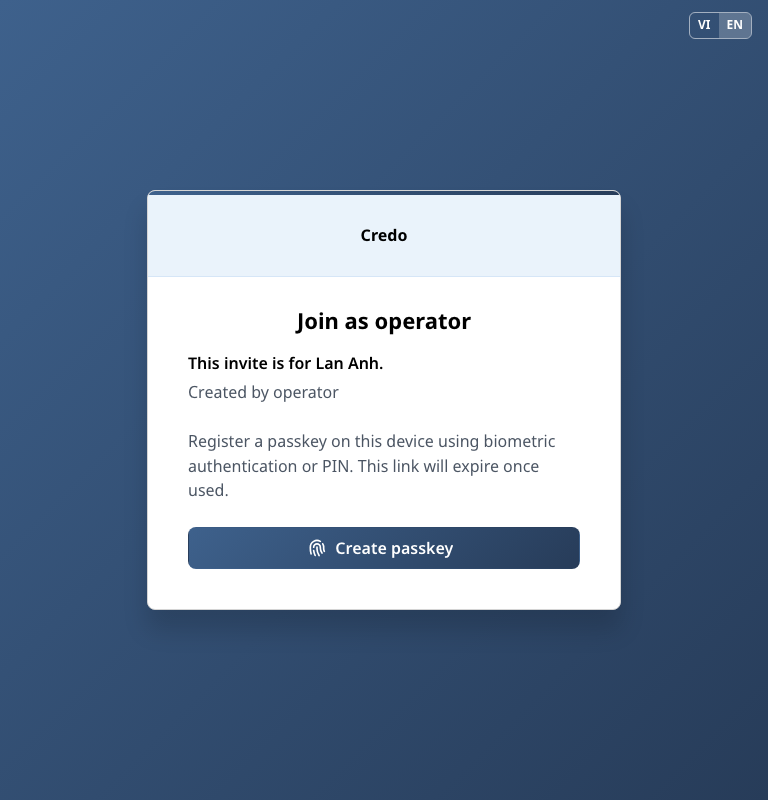 VI EN
Credo
Join as operator
This invite is for Lan Anh.
Created by operator
Register a passkey on this device using biometric
authentication or PIN. This link will expire once
used.
Create passkey